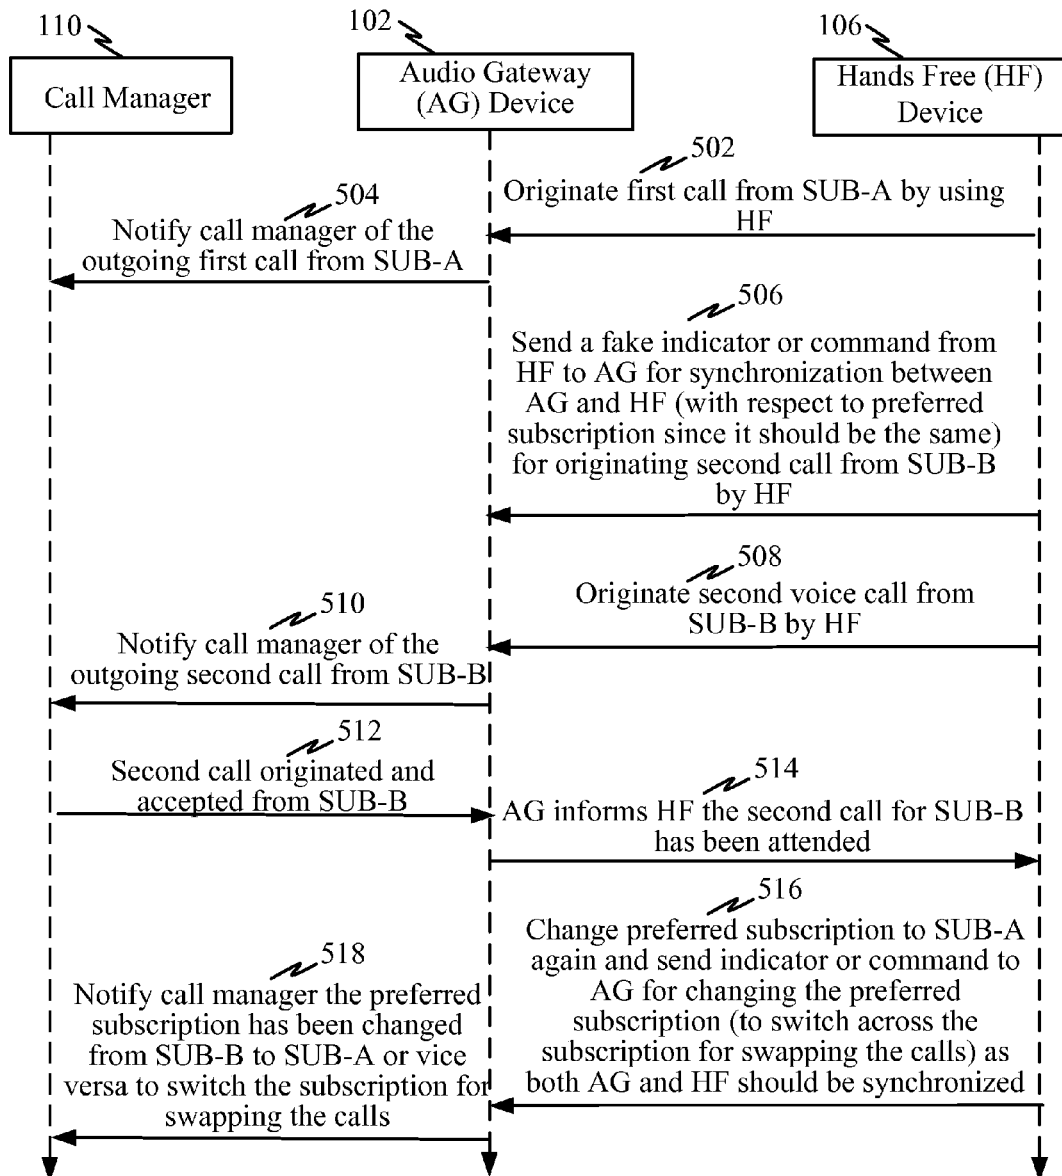 110
102
106
Call Manager
Audio Gateway
(AG) Device
Hands Free (HF)
Device
502
Originate first call from SUB-A by using
HF
504
Notify call manager of the
outgoing first call from SUB-A
506
Send a fake indicator or command from
HF to AG for synchronization between
AG and HF (with respect to preferred
subscription since it should be the same)
for originating second call from SUB-B
by HF
508
Originate second voice call from
SUB-B by HF
510
Notify call manager of the
outgoing second call from SUB-B
512
Second call originated and
accepted from SUB-B
514
AG informs HF the second call for SUB-B
has been attended
516
Change preferred subscription to SUB-A
again and send indicator or command to
AG for changing the preferred
subscription (to switch across the
subscription for swapping the calls) as
both AG and HF should be synchronized
518
Notify call manager the preferred
subscription has been changed
from SUB-B to SUB-A or vice
versa to switch the subscription for
swapping the calls